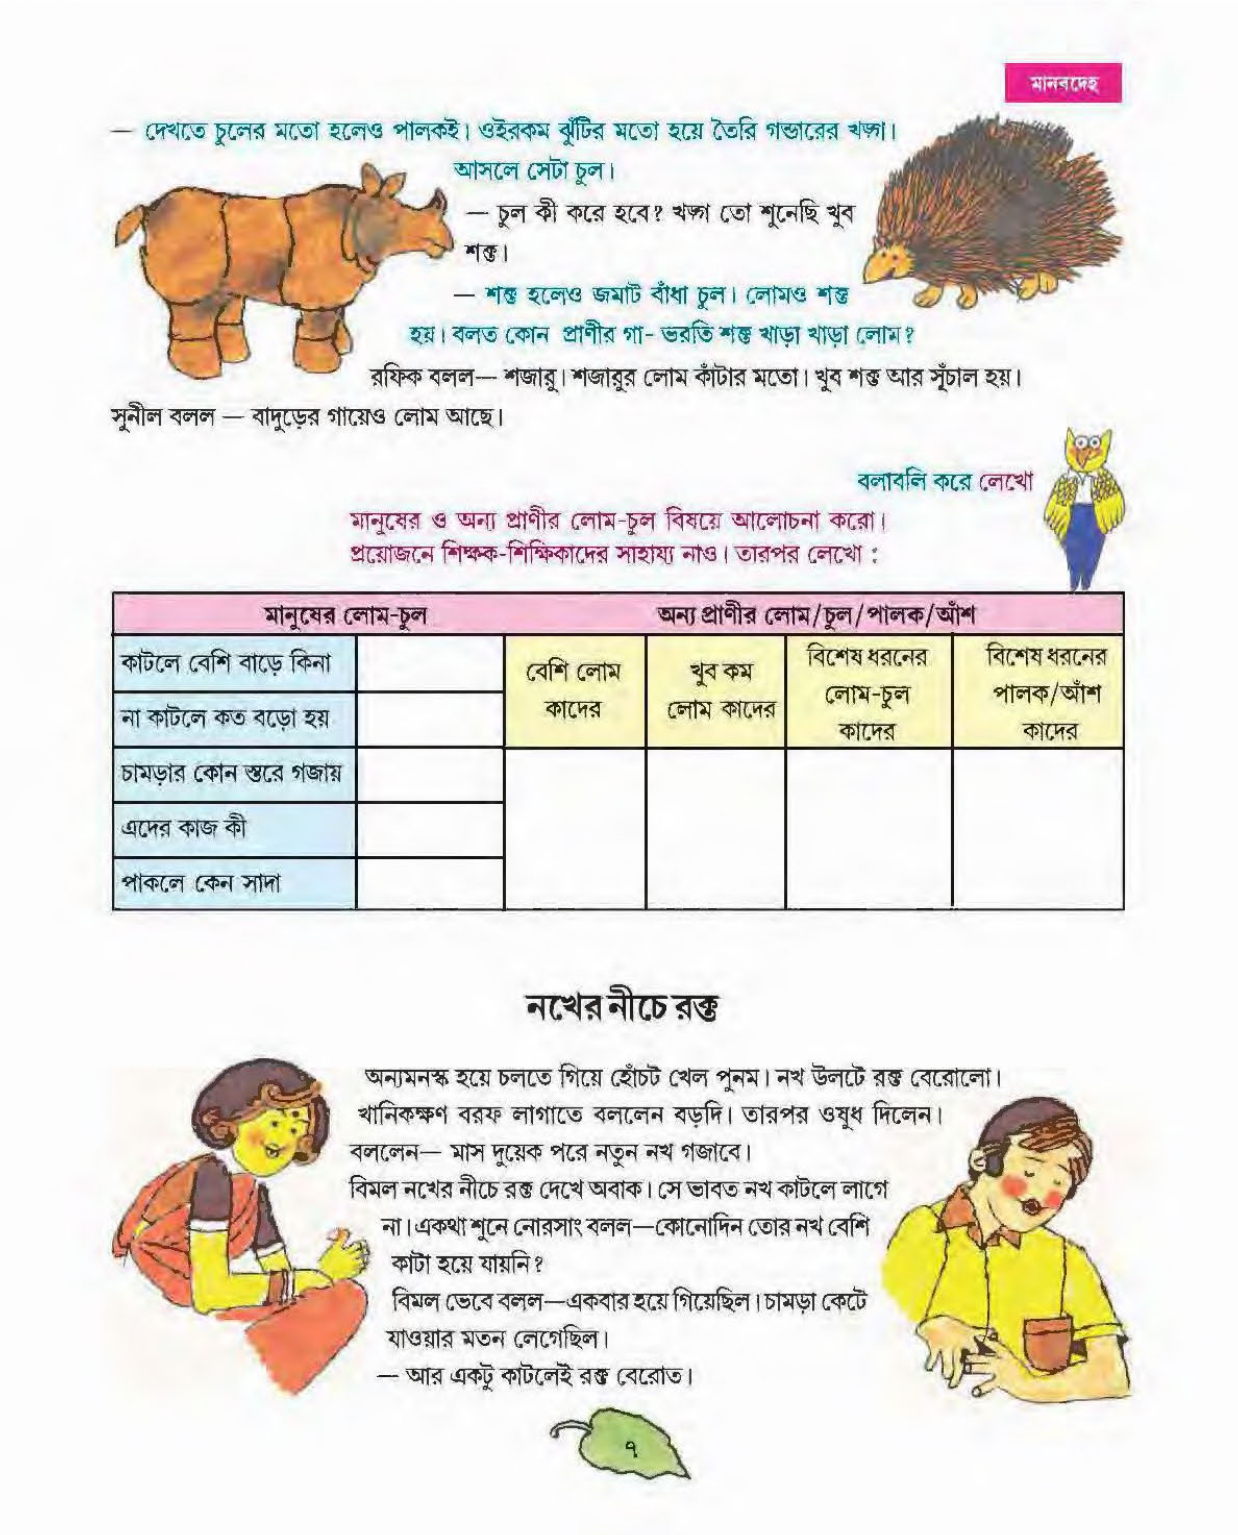 মানবদেহ
— দেখতে চুলের মতো হলেও পালকই। ওইরকম ঝুঁটির মতো হয়ে তৈরি গন্ডারের খড়্গ।
আসলে সেটা চুল।
— চুল কী করে হবে? খড়্গ তো শুনেছি খুব
শক্ত।
— শক্ত হলেও জমাট বাঁধা চুল। লোমও শক্ত
হয়। বলত কোন প্রাণীর গা- ভরতি শক্ত খাড়া খাড়া লোম?
রফিক বলল— শজারু। শজারুর লোম কাঁটার মতো। খুব শক্ত আর সূঁচাল হয়।
সুনীল বলল — বাদুড়ের গায়েও লোম আছে।
বলাবলি করে লেখো
মানুষের ও অন্য প্রাণীর লোম-চুল বিষয়ে আলোচনা করো।
প্রয়োজনে শিক্ষক-শিক্ষিকাদের সাহায্য নাও। তারপর লেখো :
মানুষের লোম-চুল অন্য প্রাণীর লোম/চুল/পালক/আঁশ
কাটলে বেশি বাড়ে কিনা
না কাটলে কত বড়ো হয়
চামড়ার কোন স্তরে গজায়
এদের কাজ কী
পাকলে কেন সাদা
বেশি লোম
কাদের
খুব কম
লোম কাদের
বিশেষ ধরনের
লোম-চুল
কাদের
বিশেষ ধরনের
পালক/আঁশ
কাদের
নখের নীচে রক্ত
অন্যমনস্ক হয়ে চলতে গিয়ে হোঁচট খেল পুনম। নখ উলটে রক্ত বেরোলো।
খানিকক্ষণ বরফ লাগাতে বললেন বড়দি। তারপর ওষুধ দিলেন।
বললেন— মাস দুয়েক পরে নতুন নখ গজাবে।
বিমল নখের নীচে রক্ত দেখে অবাক। সে ভাবত নখ কাটলে লাগে
না। একথা শুনে নোরসাং বলল—কোনোদিন তোর নখ বেশি
কাটা হয়ে যায়নি?
বিমল ভেবে বলল—একবার হয়ে গিয়েছিল। চামড়া কেটে
যাওয়ার মতন লেগেছিল।
— আর একটু কাটলেই রক্ত বেরোত।
৭